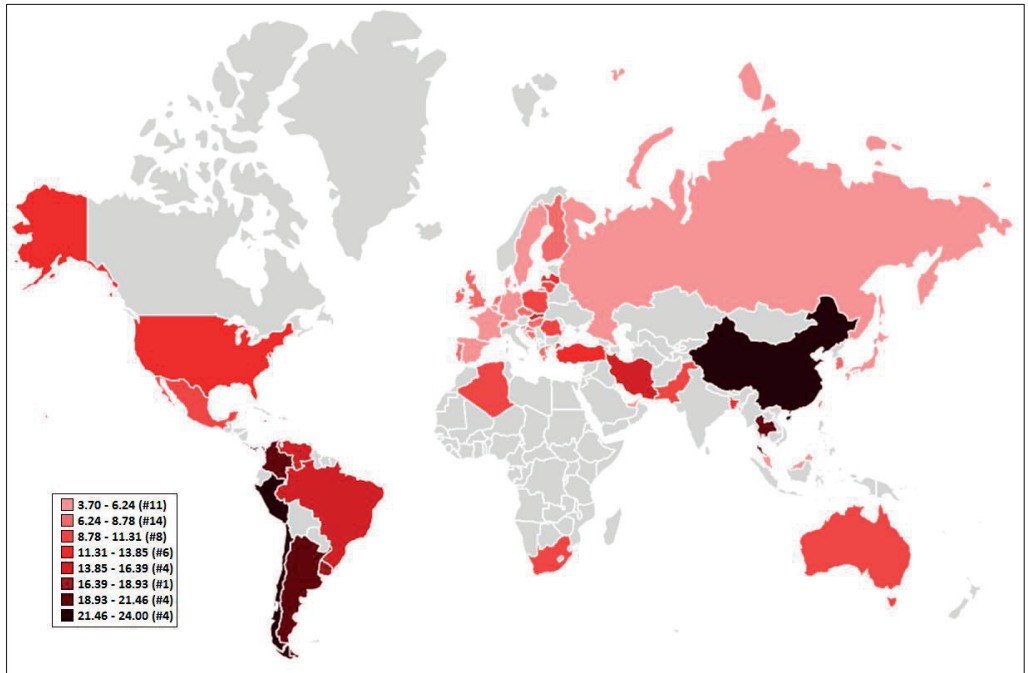 3.70 - 6.24 (#11)
6.24 - 8.78 (#14)
8.78 - 11.31 (#8)
11.31 - 13.85 (#6)
13.85 - 16.39 (#4)
16.39 - 18.93 (#1)
18.93 - 21.46 (#4)
21.46 - 24.00 (#4)